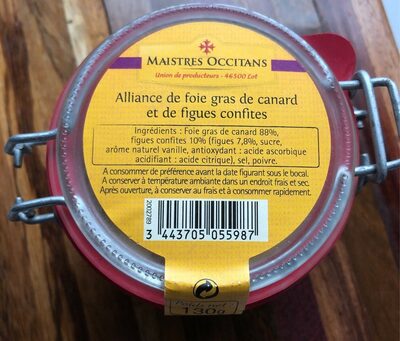 MAISTRES OCCITANS
Union de producteurs - 46500 Lot
Alliance de foie gras de canard
et de figues confites
Ingrédients : Foie gras de canard 88%,
figues confites 10% (figues 7,8%, sucre,
arôme naturel vanille, antioxydant : acide ascorbique
acidifiant : acide citrique), sel, poivre.
A consommer de préférence avant la date figurant sous le bocal.
A conserver à température ambiante dans un endroit frais et sec.
Après ouverture, à conserver au frais et à consommer rapidement.
2002789
3 443705 055987
Poids net :
130g